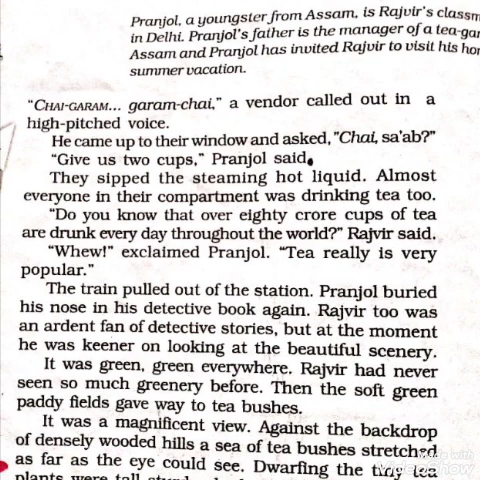 Pranjol, a youngster from Assam, is Rajvir's classm
in Delhi. Pranjol's father is the manager of a tea-gar
Assam and Pranjol has invited Rajvir to visit his hom
summer vacation.
"CHAI-GARAM... garam-chai," a vendor called out in a
high-pitched voice.
He came up to their window and asked, "Chai, sa'ab?"
"Give us two cups," Pranjol said.
They sipped the steaming hot liquid. Almost
everyone in their compartment was drinking tea too.
"Do you know that over eighty crore cups of tea
are drunk every day throughout the world?" Rajvir said.
"Whew!" exclaimed Pranjol. "Tea really is very
popular."
The train pulled out of the station. Pranjol buried
his nose in his detective book again. Rajvir too was
an ardent fan of detective stories, but at the moment
he was keener on looking at the beautiful scenery.
It was green, green everywhere. Rajvir had never
seen so much greenery before. Then the soft green
paddy fields gave way to tea bushes.
It was a magnificent view. Against the backdrop
of densely wooded hills a sea of tea bushes stretched
as far as the eye could see. Dwarfing the tiny tea
plants were tall